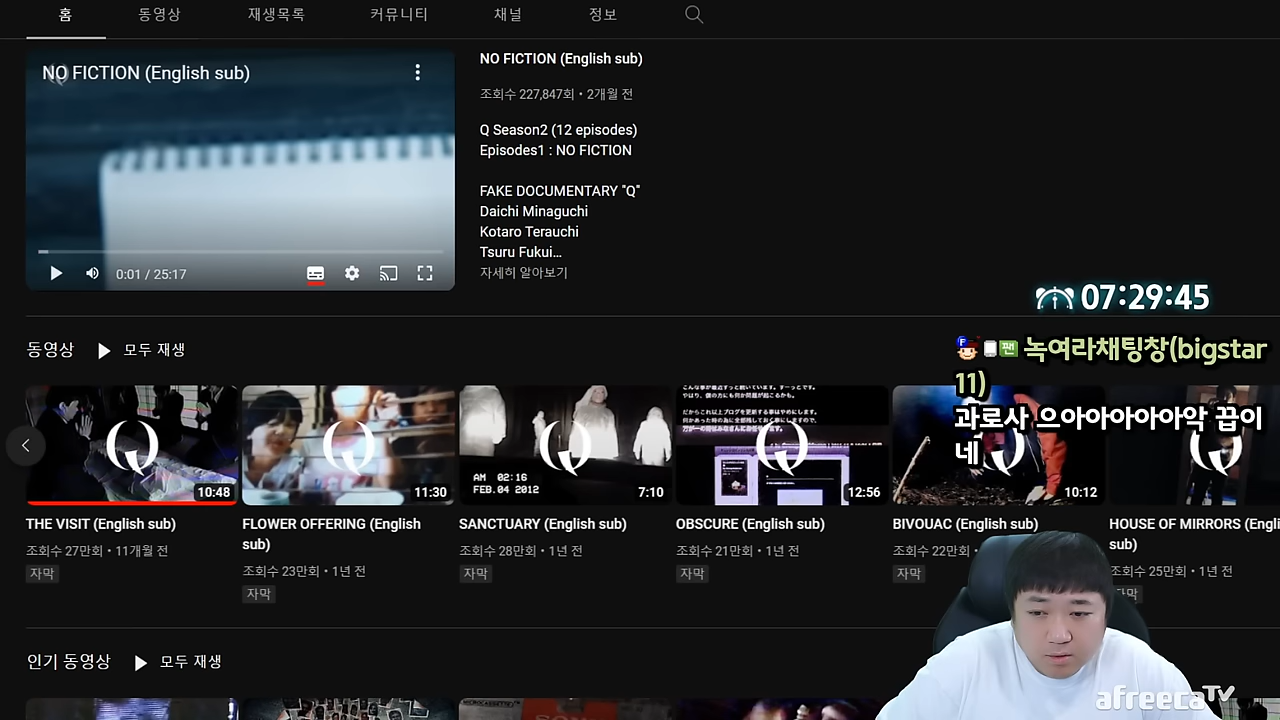 홈 동영상 재생목록 커뮤니티 채널 정보
NO FICTION (English sub)
0:01 / 25:17
NO FICTION (English sub)
조회수 227,847회 • 2개월 전
Q Season2 (12 episodes)
Episodes1 : NO FICTION
FAKE DOCUMENTARY "Q"
Daichi Minaguchi
Kotaro Terauchi
Tsuru Fukui...
자세히 알아보기
07:29:45
녹여라채팅창(bigstar
11)
과로사 으아아아아아악 끕이
네
동영상 모두 재생
10:48
THE VISIT (English sub)
조회수 27만회 • 11개월 전
자막
11:30
FLOWER OFFERING (English
sub)
조회수 23만회 • 1년 전
자막
AM 02:16
FEB.04 2012
7:10
SANCTUARY (English sub)
조회수 28만회 • 1년 전
자막
12:56
OBSCURE (English sub)
조회수 21만회 • 1년 전
자막
10:12
BIVOUAC (English sub)
조회수 22만회 •
자막
HOUSE OF MIRRORS (Engli
sub)
조회수 25만회 • 1년 전
자막
인기 동영상 모두 재생
afreecaTV